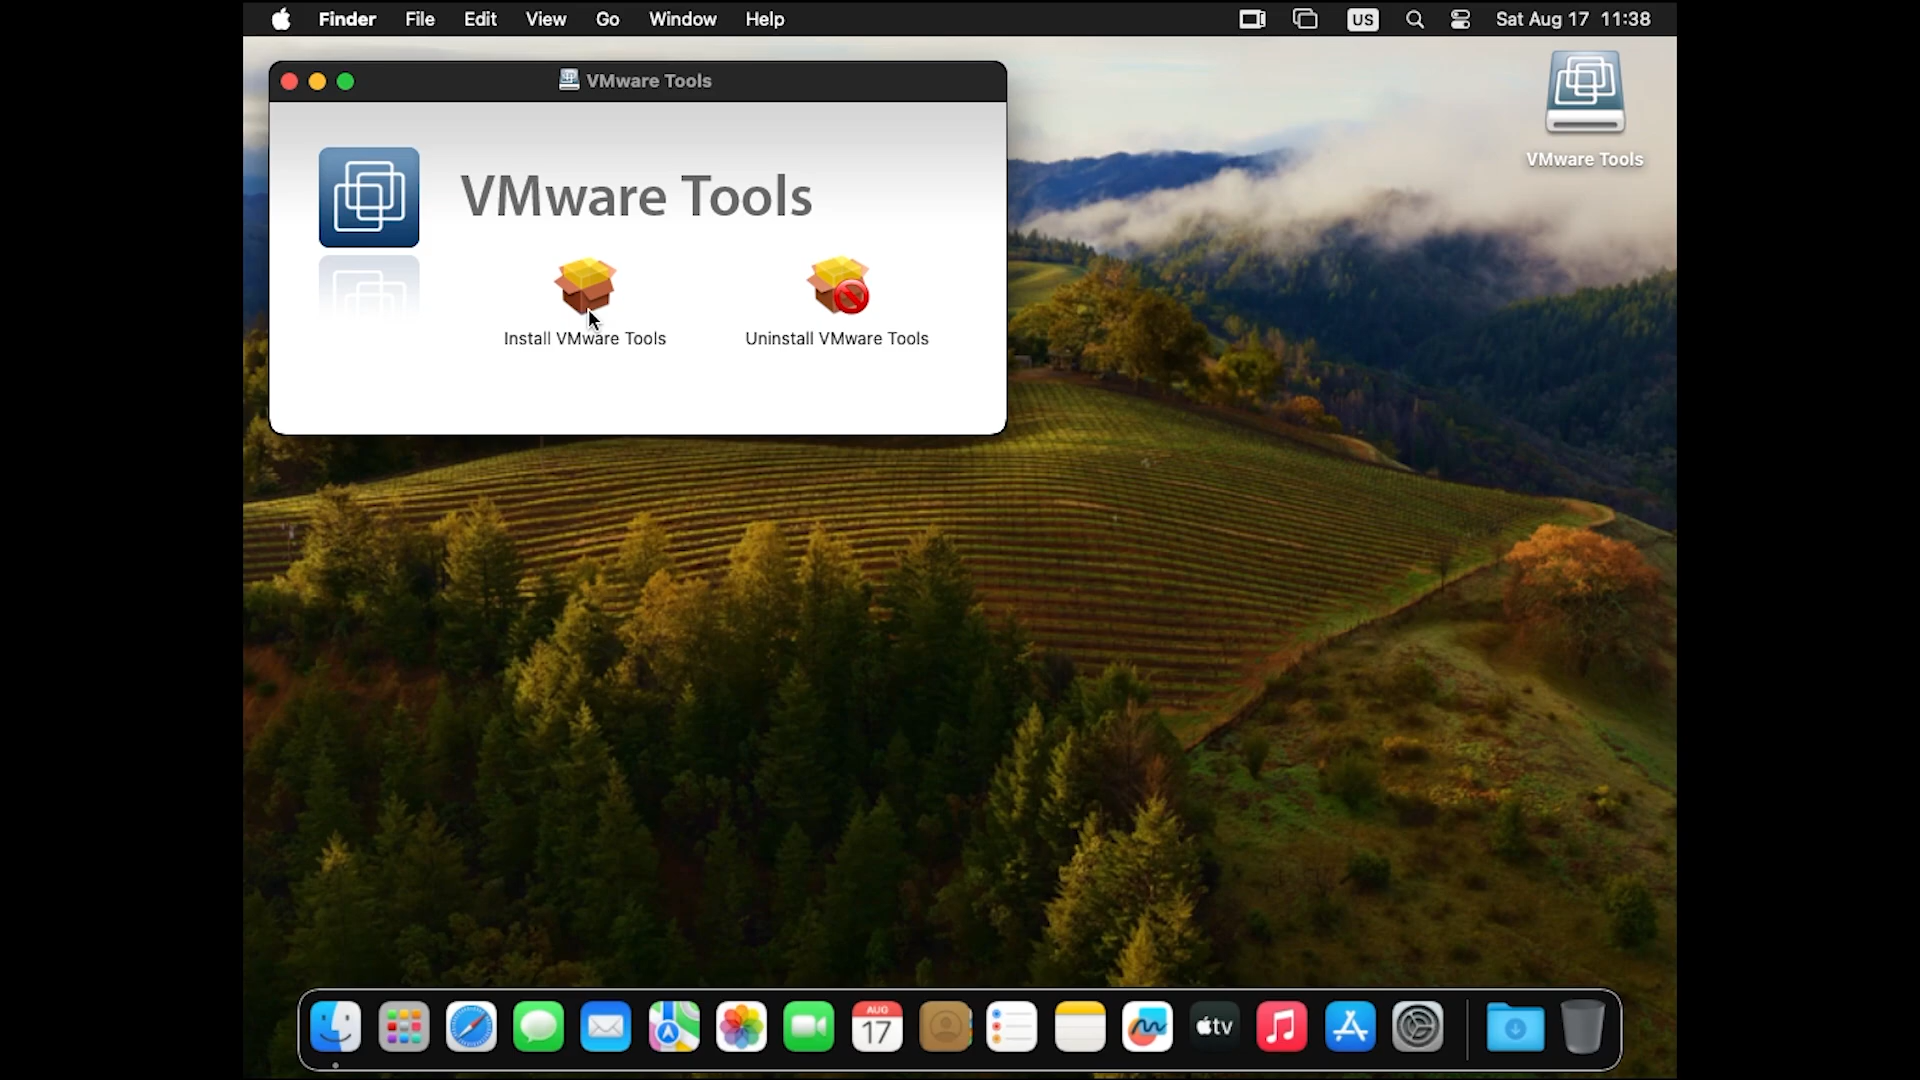 Finder File Edit View Go Window Help US Sat Aug 17 11:38
VMware Tools
VMware Tools
VMware Tools
Install VMware Tools Uninstall VMware Tools
AUG
17
tv